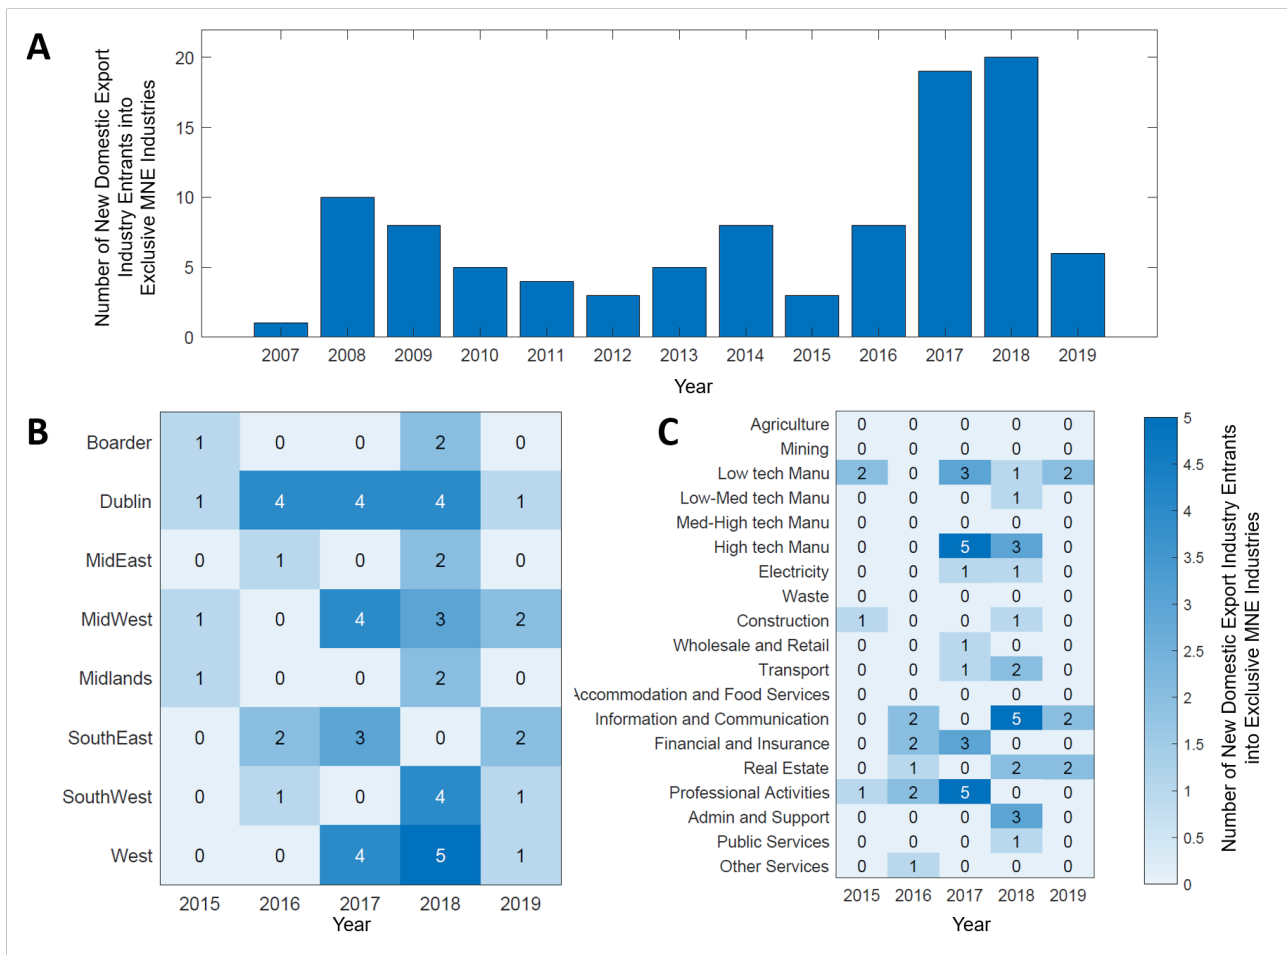 A
Number of New Domestic Export
Industry Entrants into
Exclusive MNE Industries
20
15
10
5
0
2007 2008 2009 2010 2011 2012 2013 2014 2015 2016 2017 2018 2019
Year
B
Boarder 1 0 0 2 0
Dublin 1 4 4 4 1
MidEast 0 1 0 2 0
MidWest 1 0 4 3 2
Midlands 1 0 0 2 0
SouthEast 0 2 3 0 2
SouthWest 0 1 0 4 1
West 0 0 4 5 1
2015 2016 2017 2018 2019
Year
C
Agriculture 0 0 0 0 0
Mining 0 0 0 0 0
Low tech Manu 2 0 3 1 2
Low-Med tech Manu 0 0 0 1 0
Med-High tech Manu 0 0 0 0 0
High tech Manu 0 0 5 3 0
Electricity 0 0 1 1 0
Waste 0 0 0 0 0
Construction 1 0 0 1 0
Wholesale and Retail 0 0 1 0 0
Transport 0 0 1 2 0
Accommodation and Food Services 0 0 0 0 0
Information and Communication 0 2 0 5 2
Financial and Insurance 0 2 3 0 0
Real Estate 0 1 0 2 2
Professional Activities 1 2 5 0 0
Admin and Support 0 0 0 3 0
Public Services 0 0 0 1 0
Other Services 0 1 0 0 0
2015 2016 2017 2018 2019
Year
5
4.5
4
3.5
3
2.5
2
1.5
1
0.5
0
Number of New Domestic Export Industry Entrants
into Exclusive MNE Industries